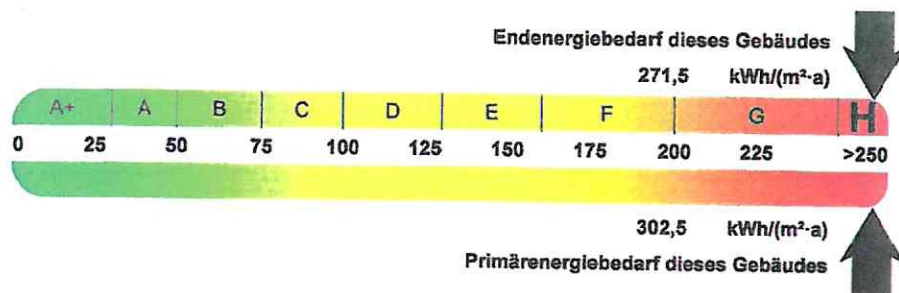 Endenergiebedarf dieses Gebäudes
271,5 kWh/(m²·a)
A+ A B C D E F G H
0 25 50 75 100 125 150 175 200 225 >250
302,5 kWh/(m²·a)
Primärenergiebedarf dieses Gebäudes